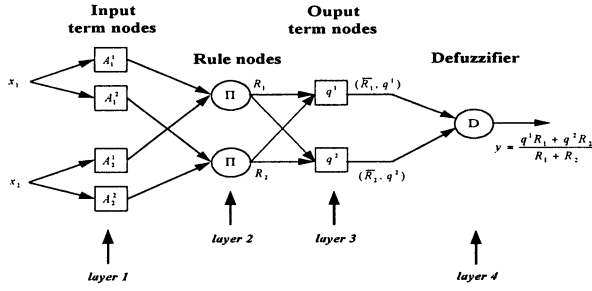 Input
term nodes
Rule nodes
Ouput
term nodes
Defuzzifier
x₁
A₁¹
A₁²
x₂
A₂¹
A₂²
Π
Π
R₁
R₂
q¹
q²
(R̅₁, q¹)
(R̅₂, q²)
D
y = (q¹R₁ + q²R₂) / (R₁ + R₂)
layer 1
layer 2
layer 3
layer 4